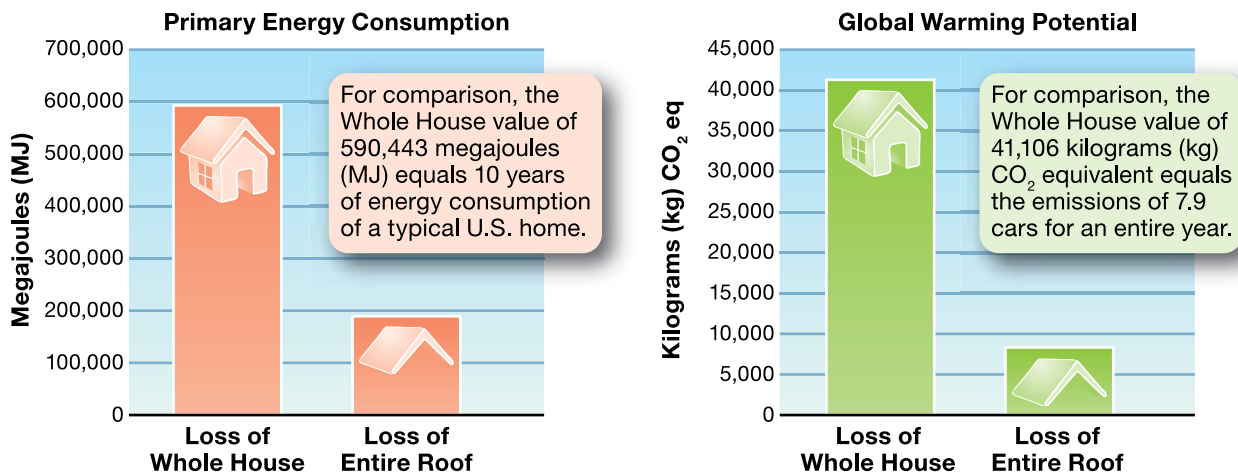 Primary Energy Consumption
Megajoules (MJ)
700,000
600,000
500,000
400,000
300,000
200,000
100,000
0
For comparison, the
Whole House value of
590,443 megajoules
(MJ) equals 10 years
of energy consumption
of a typical U.S. home.
Loss of
Whole House
Loss of
Entire Roof
Global Warming Potential
Kilograms (kg) CO₂ eq
45,000
40,000
35,000
30,000
25,000
20,000
15,000
10,000
5,000
0
For comparison, the
Whole House value of
41,106 kilograms (kg)
CO₂ equivalent equals
the emissions of 7.9
cars for an entire year.
Loss of
Whole House
Loss of
Entire Roof